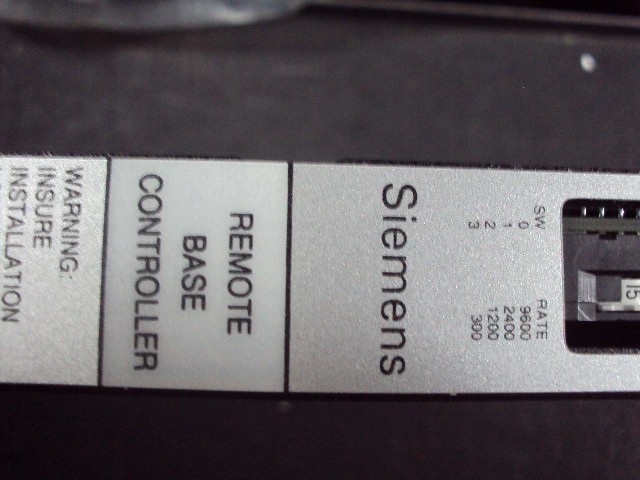 SW RATE
0 9600
1 2400
2 1200
3 300
Siemens
REMOTE
BASE
CONTROLLER
WARNING:
INSURE
INSTALLATION